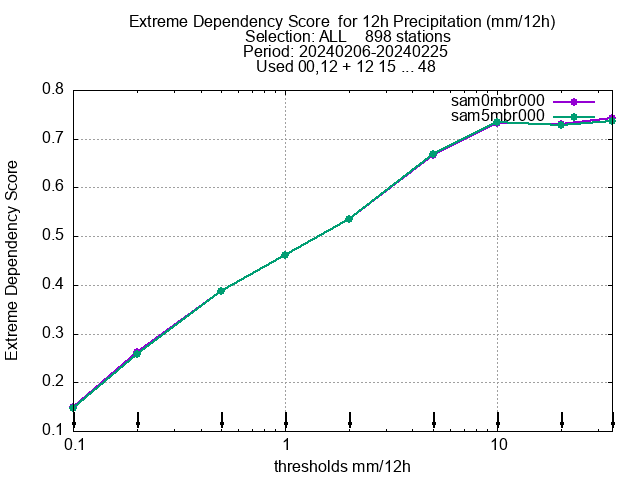 Extreme Dependency Score  for 12h Precipitation (mm/12h)
Selection: ALL    898 stations
Period: 20240206-20240225
Used 00,12 + 12 15 ... 48
sam0mbr000
sam5mbr000
Extreme Dependency Score
0.8
0.7
0.6
0.5
0.4
0.3
0.2
0.1
0.1 1 10
thresholds mm/12h